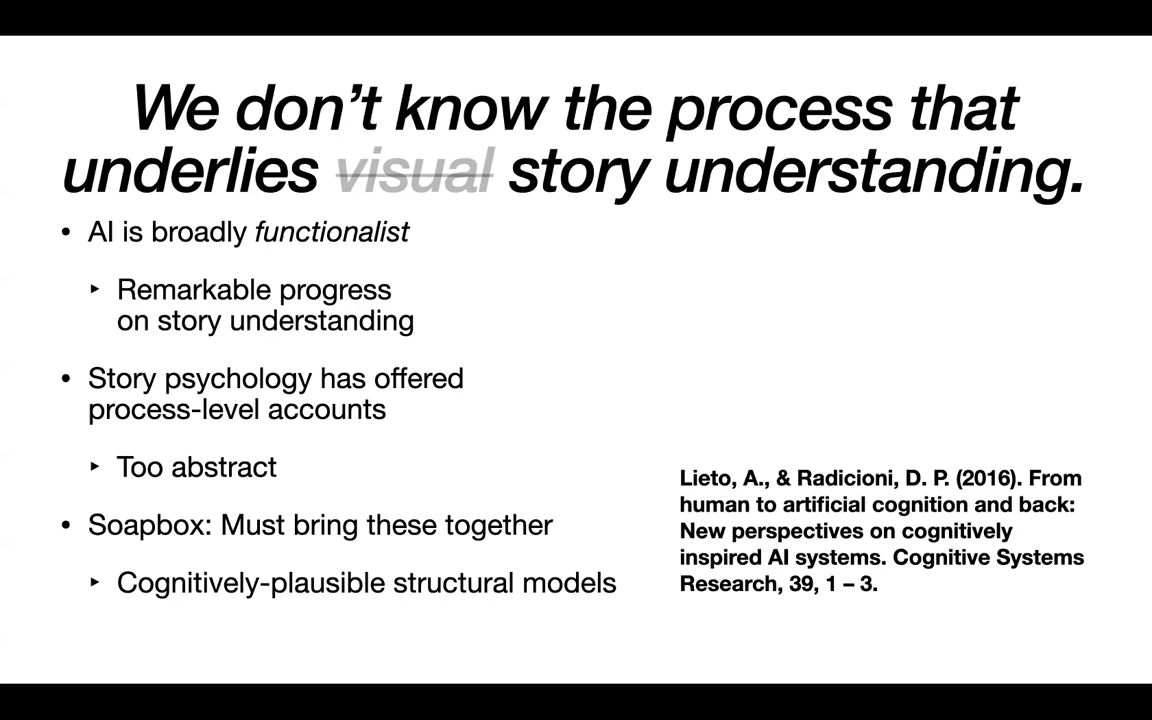 We don’t know the process that
underlies visual story understanding.
• AI is broadly functionalist
‣ Remarkable progress
on story understanding
• Story psychology has offered
process-level accounts
‣ Too abstract
• Soapbox: Must bring these together
‣ Cognitively-plausible structural models
Lieto, A., & Radicioni, D. P. (2016). From
human to artificial cognition and back:
New perspectives on cognitively
inspired AI systems. Cognitive Systems
Research, 39, 1 – 3.